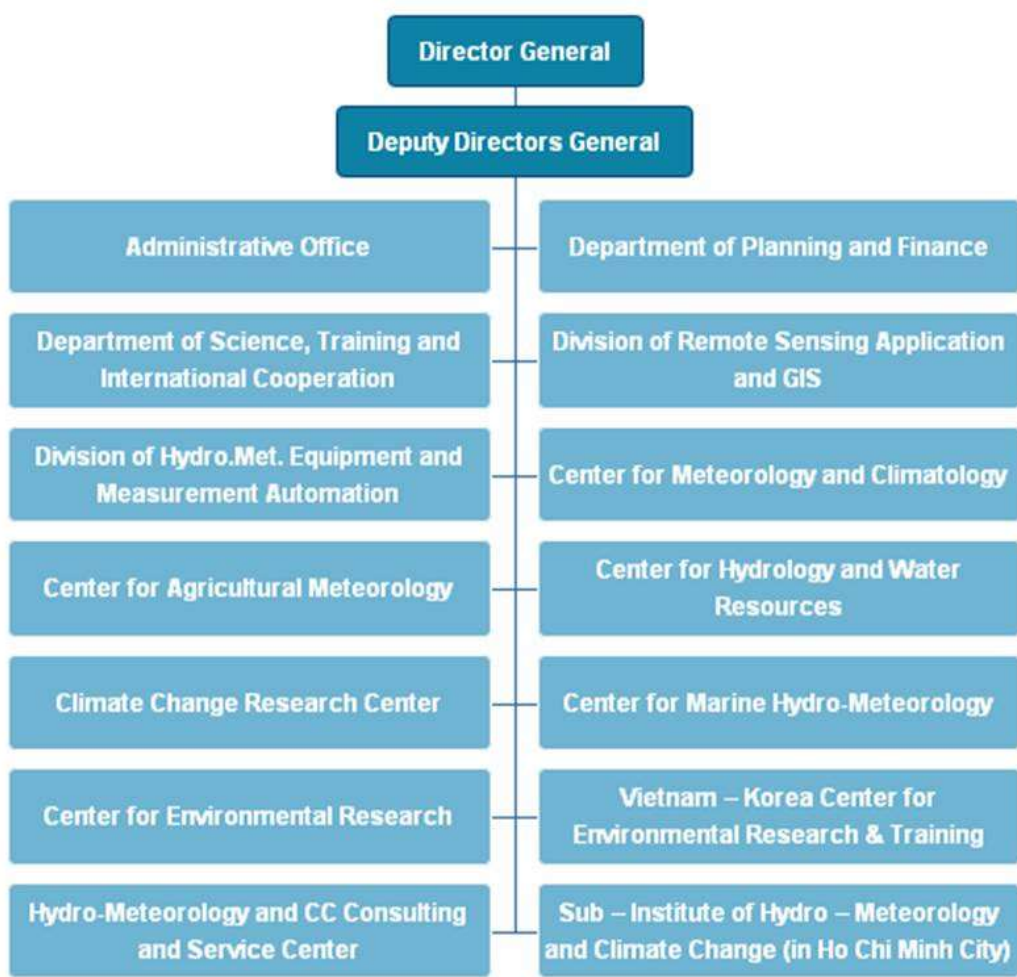 Director General
Deputy Directors General
Administrative Office
Department of Planning and Finance
Department of Science, Training and
International Cooperation
Division of Remote Sensing Application
and GIS
Division of Hydro.Met. Equipment and
Measurement Automation
Center for Meteorology and Climatology
Center for Agricultural Meteorology
Center for Hydrology and Water
Resources
Climate Change Research Center
Center for Marine Hydro-Meteorology
Center for Environmental Research
Vietnam – Korea Center for
Environmental Research & Training
Hydro-Meteorology and CC Consulting
and Service Center
Sub – Institute of Hydro – Meteorology
and Climate Change (in Ho Chi Minh City)